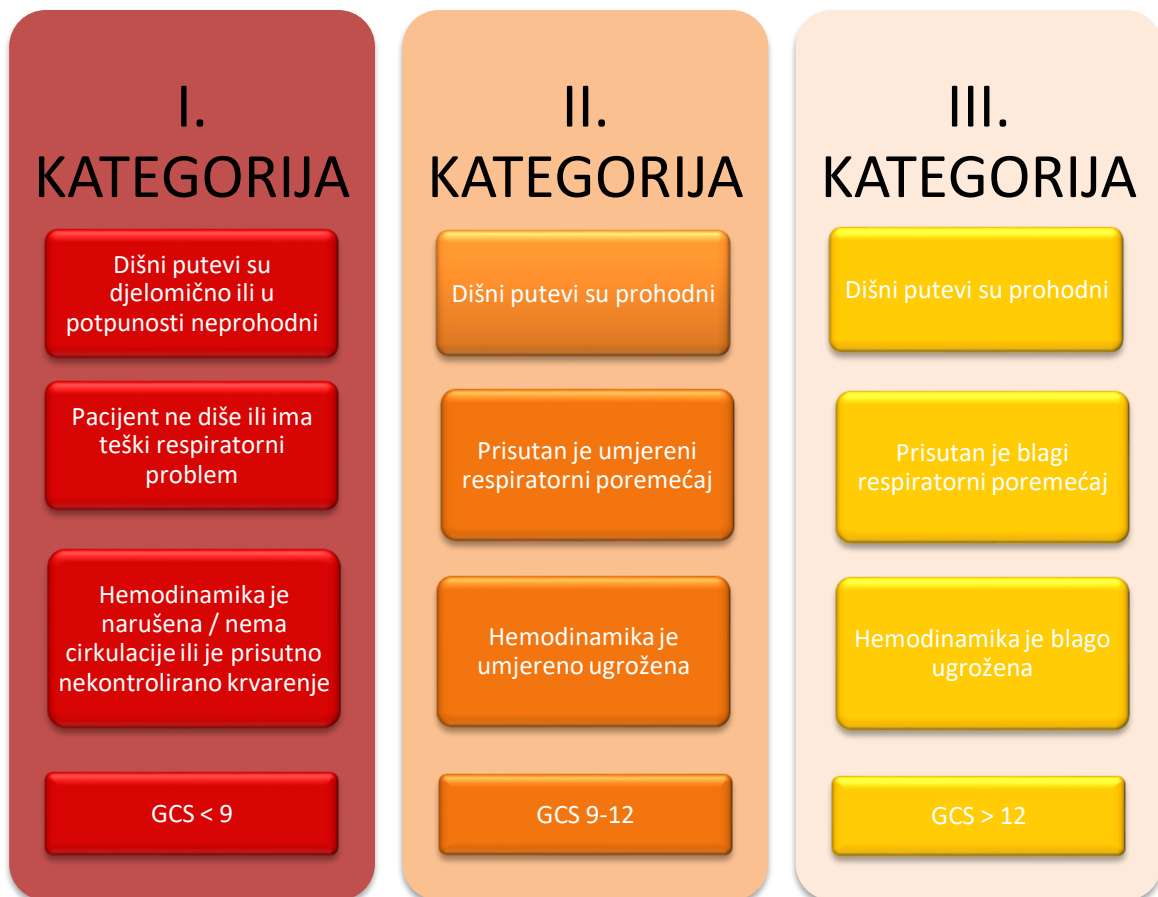 I.
KATEGORIJA
Dišni putevi su
djelomično ili u
potpunosti neprohodni
Pacijent ne diše ili ima
teški respiratorni
problem
Hemodinamika je
narušena / nema
cirkulacije ili je prisutno
nekontrolirano krvarenje
GCS < 9
II.
KATEGORIJA
Dišni putevi su prohodni
Prisutan je umjereni
respiratorni poremećaj
Hemodinamika je
umjereno ugrožena
GCS 9-12
III.
KATEGORIJA
Dišni putevi su prohodni
Prisutan je blagi
respiratorni poremećaj
Hemodinamika je blago
ugrožena
GCS > 12